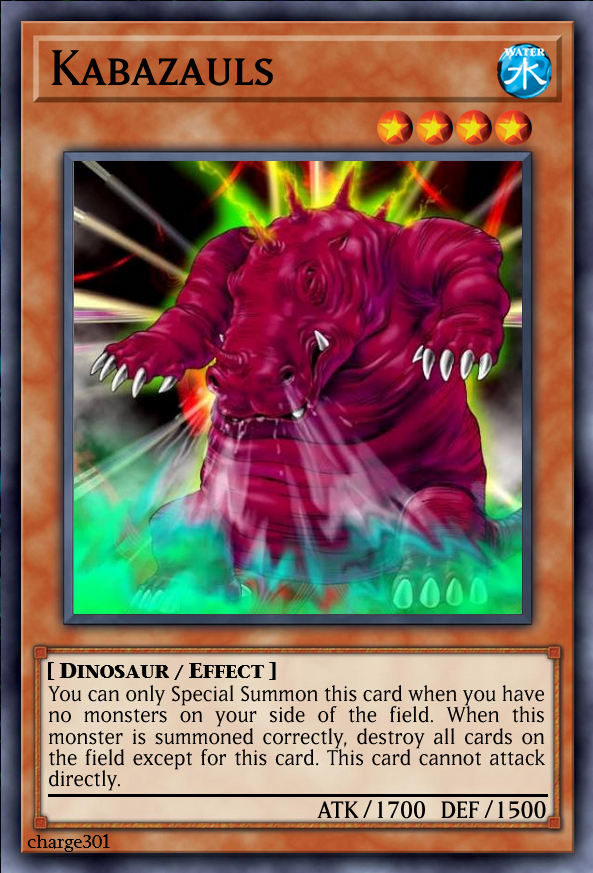 Kabazauls
WATER
水
[ Dinosaur / Effect ]
You can only Special Summon this card when you have
no monsters on your side of the field. When this
monster is summoned correctly, destroy all cards on
the field except for this card. This card cannot attack
directly.
ATK/1700 DEF/1500
charge301